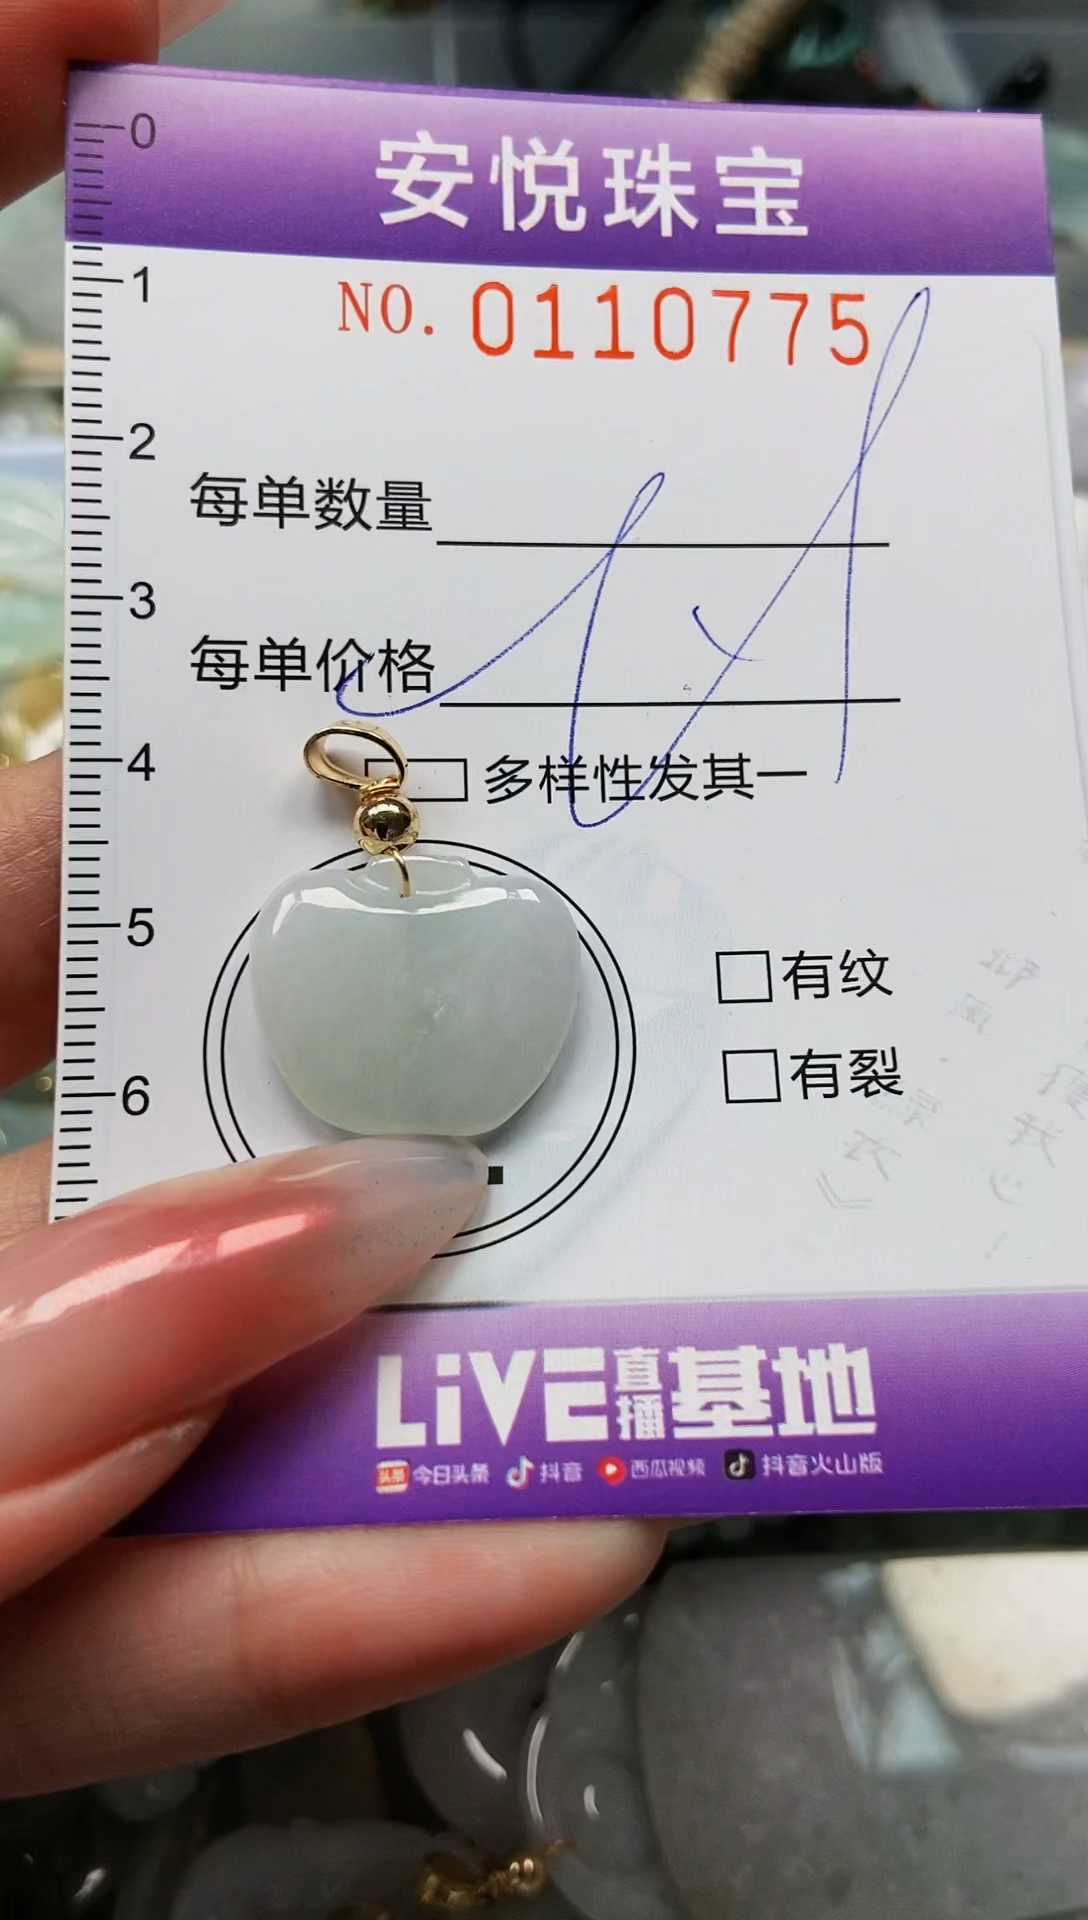 安悦珠宝
NO. 0110775
每单数量
每单价格
多样性发其一
有纹
有裂
0
1
2
3
4
5
6
LiVE直播基地
头条 今日头条 抖音 西瓜视频 抖音火山版